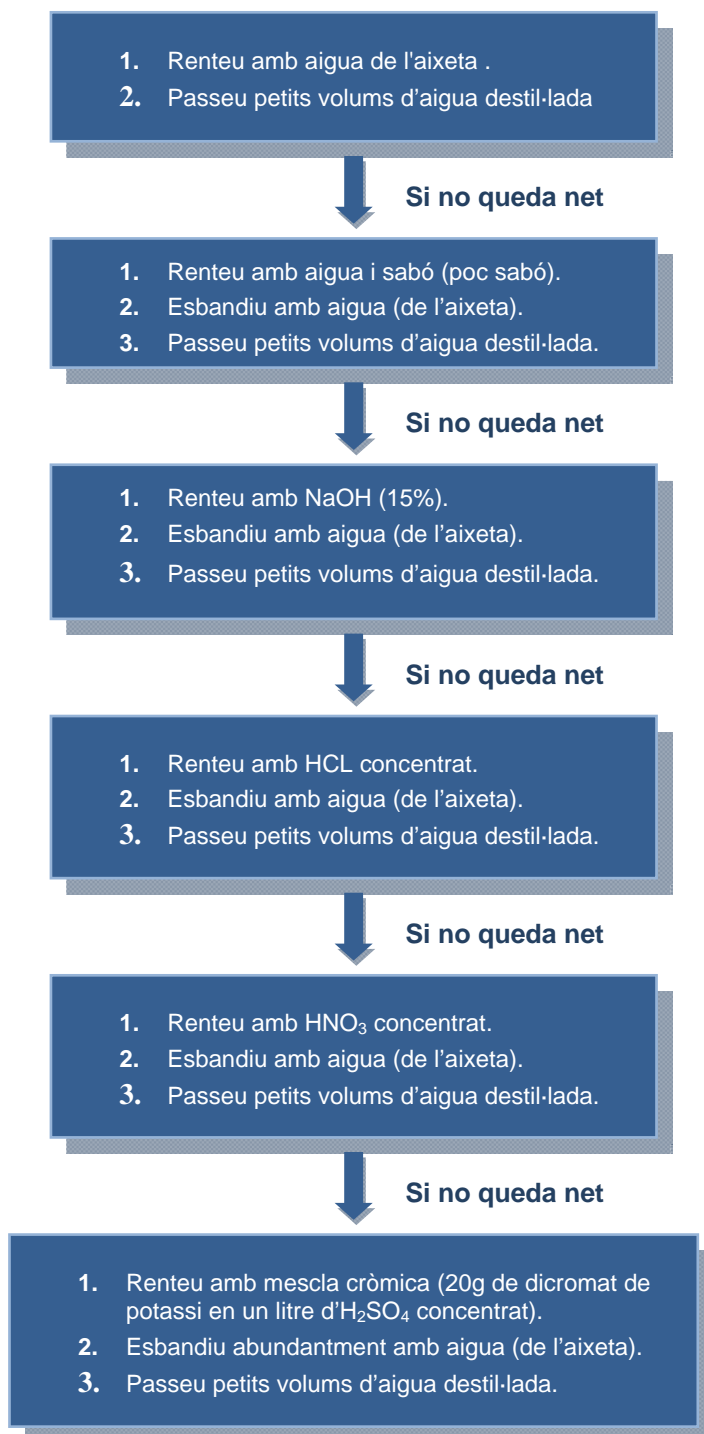 1. Renteu amb aigua de l'aixeta .
2. Passeu petits volums d'aigua destil·lada
Si no queda net
1. Renteu amb aigua i sabó (poc sabó).
2. Esbandiu amb aigua (de l’aixeta).
3. Passeu petits volums d’aigua destil·lada.
Si no queda net
1. Renteu amb NaOH (15%).
2. Esbandiu amb aigua (de l’aixeta).
3. Passeu petits volums d’aigua destil·lada.
Si no queda net
1. Renteu amb HCL concentrat.
2. Esbandiu amb aigua (de l’aixeta).
3. Passeu petits volums d’aigua destil·lada.
Si no queda net
1. Renteu amb HNO₃ concentrat.
2. Esbandiu amb aigua (de l’aixeta).
3. Passeu petits volums d’aigua destil·lada.
Si no queda net
1. Renteu amb mescla cròmica (20g de dicromat de
potassi en un litre d’H₂SO₄ concentrat).
2. Esbandiu abundantment amb aigua (de l’aixeta).
3. Passeu petits volums d’aigua destil·lada.